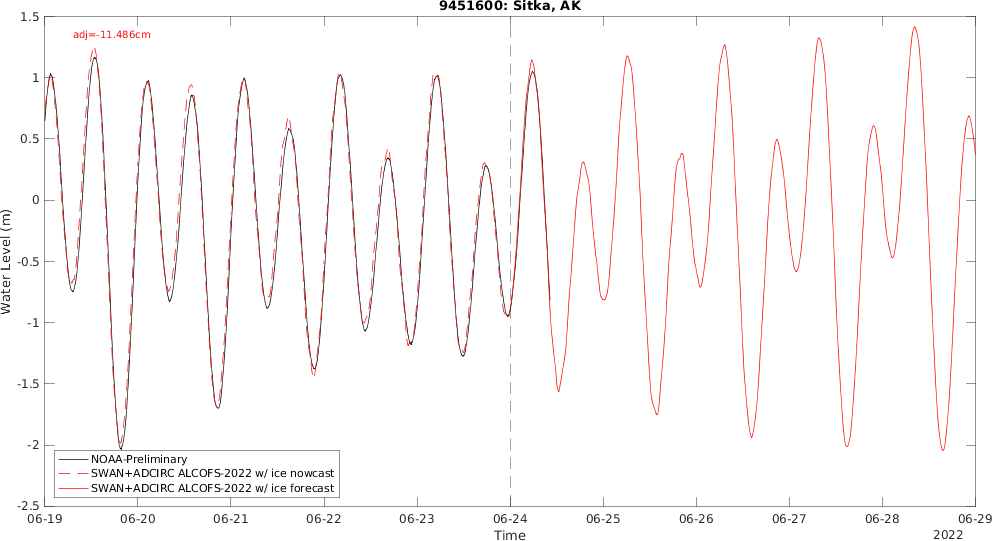 9451600: Sitka, AK
adj=-11.486cm
Water Level (m)
1.5
1
0.5
0
-0.5
-1
-1.5
-2
-2.5
NOAA-Preliminary
SWAN+ADCIRC ALCOFS-2022 w/ ice nowcast
SWAN+ADCIRC ALCOFS-2022 w/ ice forecast
06-19 06-20 06-21 06-22 06-23 06-24 06-25 06-26 06-27 06-28 06-29
Time
2022